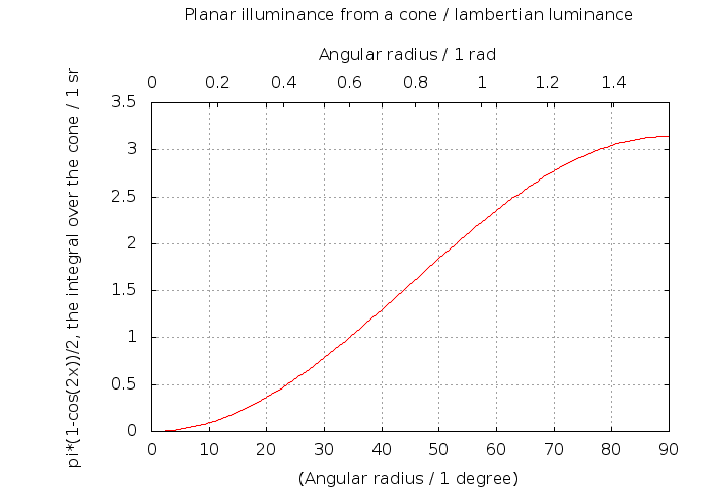 Planar illuminance from a cone / lambertian luminance
Angular radius / 1 rad
0 0.2 0.4 0.6 0.8 1 1.2 1.4
pi*(1-cos(2x))/2, the integral over the cone / 1 sr
3.5
3
2.5
2
1.5
1
0.5
0
0 10 20 30 40 50 60 70 80 90
(Angular radius / 1 degree)